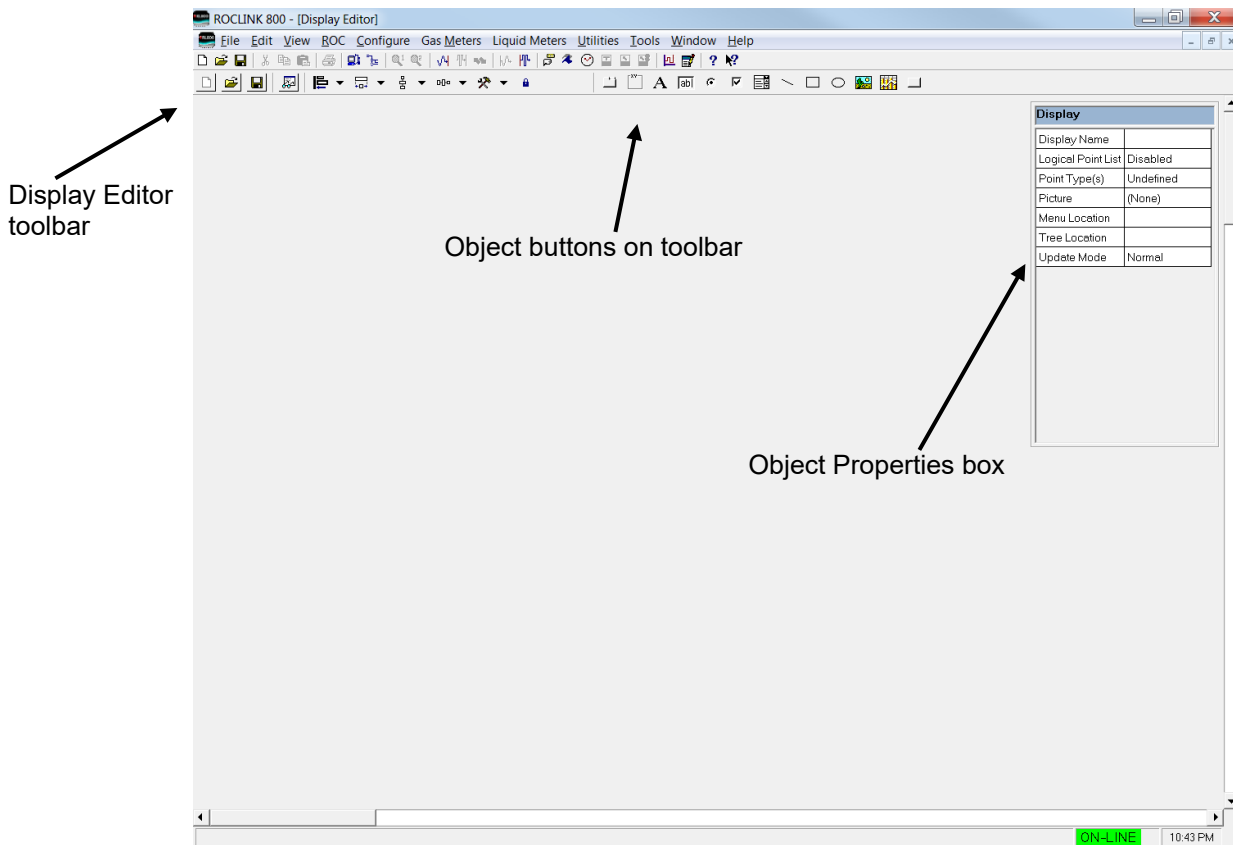 ROCLINK 800 - [Display Editor]
File Edit View ROC Configure Gas Meters Liquid Meters Utilities Tools Window Help
A ab|
Display
Display Name
Logical Point List Disabled
Point Type(s) Undefined
Picture (None)
Menu Location
Tree Location
Update Mode Normal
Display Editor
toolbar
Object buttons on toolbar
Object Properties box
ON-LINE 10:43 PM